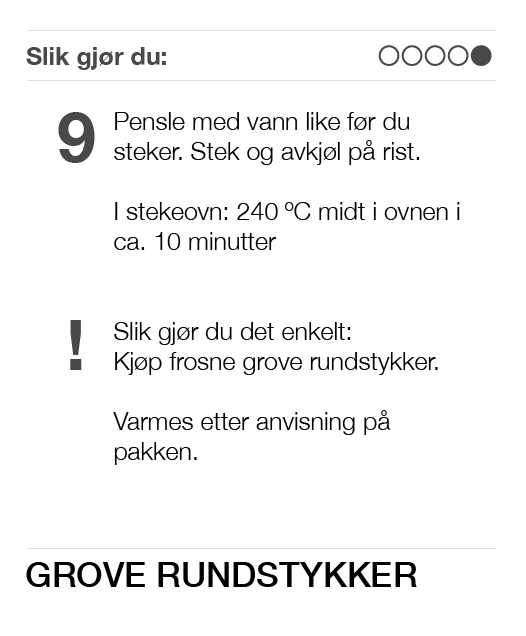 Slik gjør du:
9
Pensle med vann like før du
steker. Stek og avkjøl på rist.
I stekeovn: 240 ºC midt i ovnen i
ca. 10 minutter
!
Slik gjør du det enkelt:
Kjøp frosne grove rundstykker.
Varmes etter anvisning på
pakken.
GROVE RUNDSTYKKER